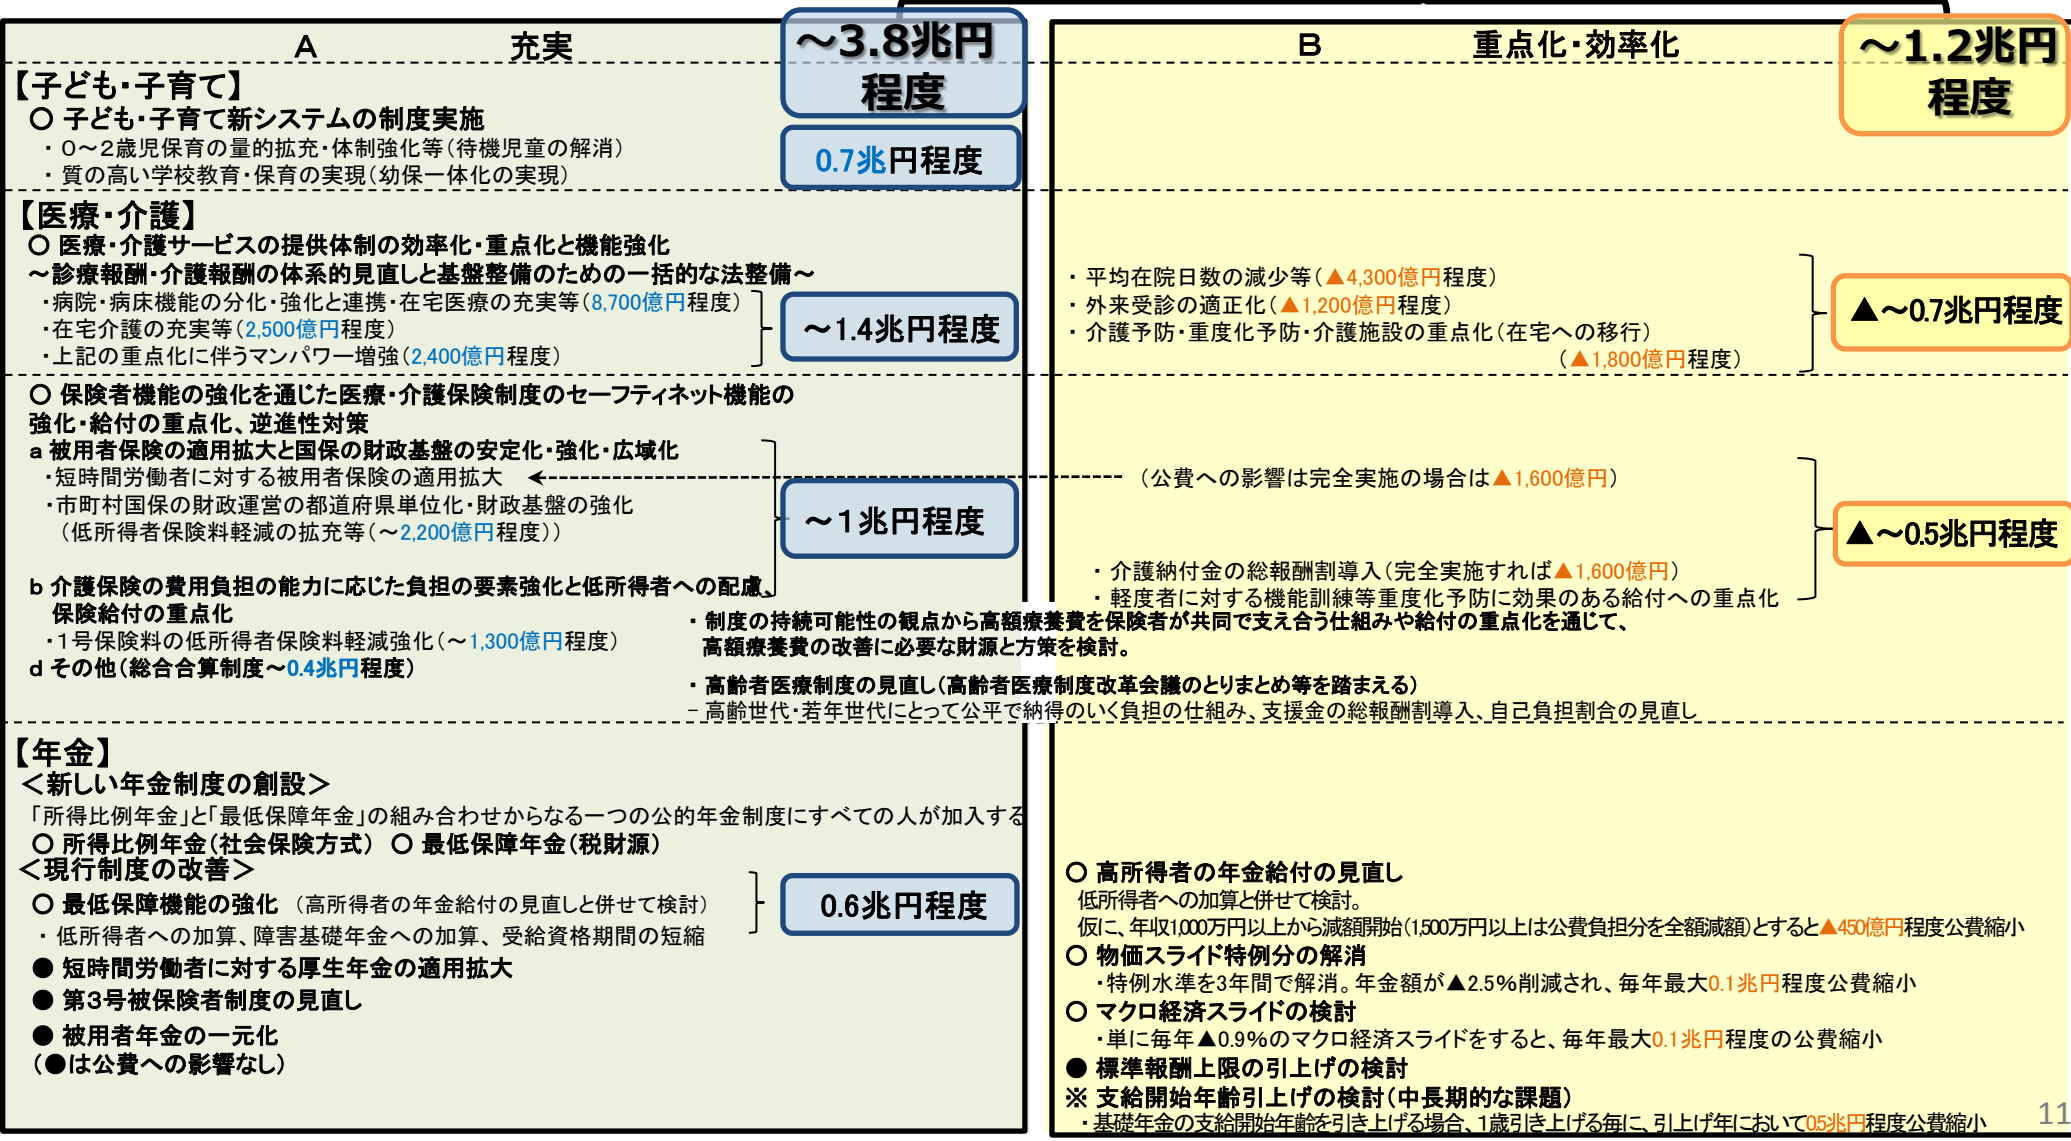 A 充実
～3.8兆円
程度
【子ども・子育て】
○ 子ども・子育て新システムの制度実施
・０～２歳児保育の量的拡充・体制強化等（待機児童の解消）
・質の高い学校教育・保育の実現（幼保一体化の実現）
0.7兆円程度
【医療・介護】
○ 医療・介護サービスの提供体制の効率化・重点化と機能強化
～診療報酬・介護報酬の体系的見直しと基盤整備のための一括的な法整備～
・病院・病床機能の分化・強化と連携・在宅医療の充実等（8,700億円程度）
・在宅介護の充実等（2,500億円程度）
・上記の重点化に伴うマンパワー増強（2,400億円程度）
～1.4兆円程度
○ 保険者機能の強化を通じた医療・介護保険制度のセーフティネット機能の
強化・給付の重点化、逆進性対策
a 被用者保険の適用拡大と国保の財政基盤の安定化・強化・広域化
・短時間労働者に対する被用者保険の適用拡大
・市町村国保の財政運営の都道府県単位化・財政基盤の強化
（低所得者保険料軽減の拡充等（～2,200億円程度））
～１兆円程度
b 介護保険の費用負担の能力に応じた負担の要素強化と低所得者への配慮、
保険給付の重点化
・１号保険料の低所得者保険料軽減強化（～1,300億円程度）
d その他（総合合算制度～0.4兆円程度）
・制度の持続可能性の観点から高額療養費を保険者が共同で支え合う仕組みや給付の重点化を通じて、
高額療養費の改善に必要な財源と方策を検討。
・高齢者医療制度の見直し（高齢者医療制度改革会議のとりまとめ等を踏まえる）
－高齢世代・若年世代にとって公平で納得のいく負担の仕組み、支援金の総報酬割導入、自己負担割合の見直し
【年金】
＜新しい年金制度の創設＞
「所得比例年金」と「最低保障年金」の組み合わせからなる一つの公的年金制度にすべての人が加入する
○ 所得比例年金（社会保険方式） ○ 最低保障年金（税財源）
＜現行制度の改善＞
○ 最低保障機能の強化 （高所得者の年金給付の見直しと併せて検討）
・低所得者への加算、障害基礎年金への加算、受給資格期間の短縮
0.6兆円程度
● 短時間労働者に対する厚生年金の適用拡大
● 第３号被保険者制度の見直し
● 被用者年金の一元化
（●は公費への影響なし）
B 重点化・効率化
～1.2兆円
程度
・平均在院日数の減少等（▲4,300億円程度）
・外来受診の適正化（▲1,200億円程度）
・介護予防・重度化予防・介護施設の重点化（在宅への移行）
（▲1,800億円程度）
▲～0.7兆円程度
（公費への影響は完全実施の場合は▲1,600億円）
▲～0.5兆円程度
・介護納付金の総報酬割導入（完全実施すれば▲1,600億円）
・軽度者に対する機能訓練等重度化予防に効果のある給付への重点化
○ 高所得者の年金給付の見直し
低所得者への加算と併せて検討。
仮に、年収1,000万円以上から減額開始（1,500万円以上は公費負担分を全額減額）とすると▲450億円程度公費縮小
○ 物価スライド特例分の解消
・特例水準を3年間で解消。年金額が▲2.5％削減され、毎年最大0.1兆円程度公費縮小
○ マクロ経済スライドの検討
・単に毎年▲0.9％のマクロ経済スライドをすると、毎年最大0.1兆円程度の公費縮小
● 標準報酬上限の引上げの検討
※ 支給開始年齢引上げの検討（中長期的な課題）
・基礎年金の支給開始年齢を引き上げる場合、1歳引き上げる毎に、引上げ年において0.5兆円程度公費縮小
11